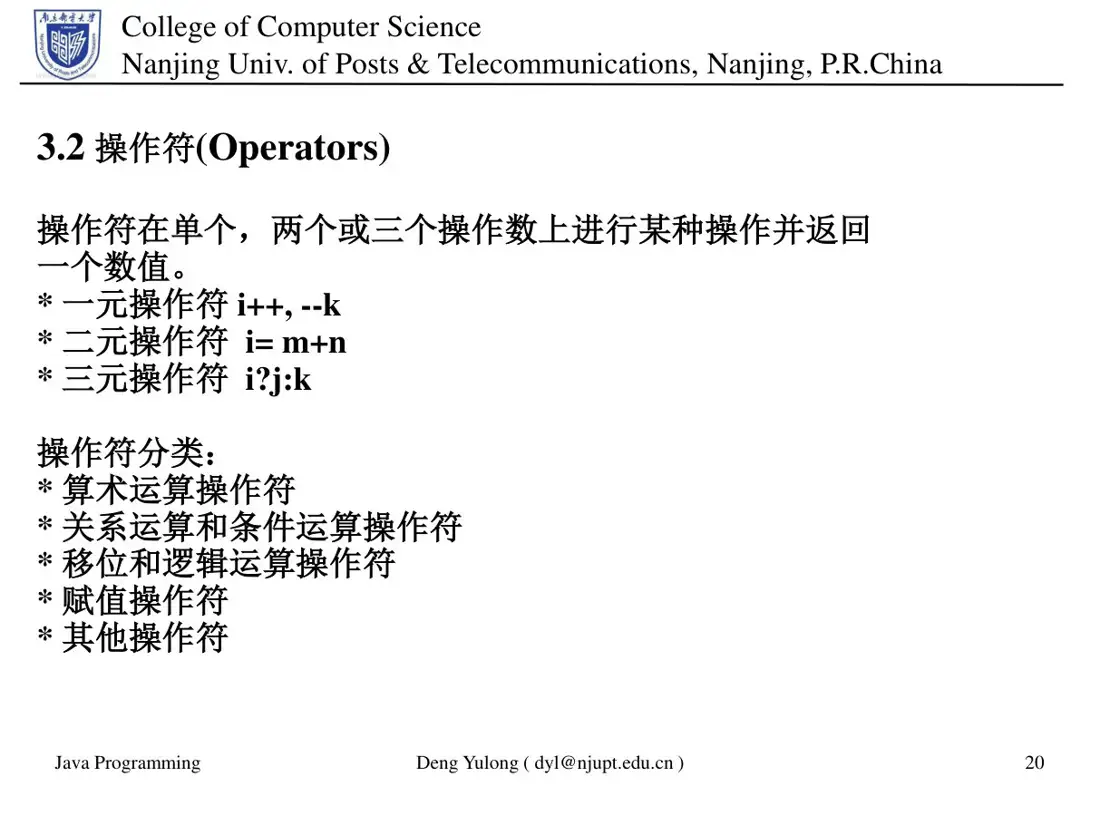 College of Computer Science
Nanjing Univ. of Posts & Telecommunications, Nanjing, P.R.China
3.2 操作符(Operators)
操作符在单个，两个或三个操作数上进行某种操作并返回
一个数值。
* 一元操作符 i++, --k
* 二元操作符 i= m+n
* 三元操作符 i?j:k
操作符分类：
* 算术运算操作符
* 关系运算和条件运算操作符
* 移位和逻辑运算操作符
* 赋值操作符
* 其他操作符
Java Programming
Deng Yulong ( dyl@njupt.edu.cn )
20